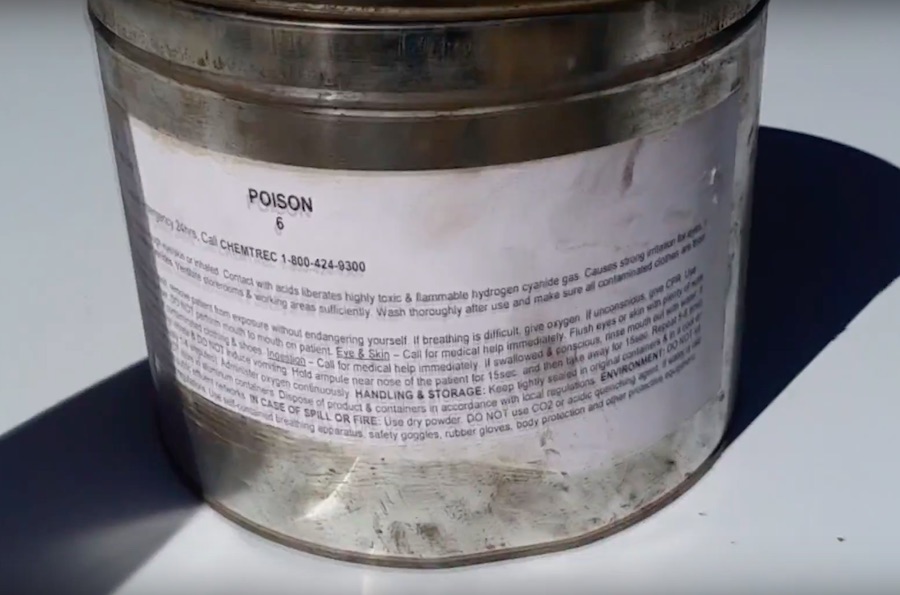 POISON
6
Emergency 24hrs, Call CHEMTREC 1-800-424-9300
or inhaled. Contact with acids liberates highly toxic & flammable hydrogen cyanide gas. Causes strong irritation for eyes,
Ventilate storerooms & working areas sufficiently. Wash thoroughly after use and make sure all contaminated clothes are
remove patient from exposure without endangering yourself. If breathing is difficult, give oxygen. If unconscious, give CPR. Use
DO NOT perform mouth to mouth on patient. Eye & Skin – Call for medical help immediately. Flush eyes or skin with plenty of
clothing & shoes. Ingestion – Call for medical help immediately. If swallowed & conscious, rinse mouth out with
& DO NOT induce vomiting. Hold ampule near nose of the patient for 15sec. and then take away for 15sec. Repeat
Administer oxygen continuously. HANDLING & STORAGE: Keep tightly sealed in original containers &
aluminum containers. Dispose of product & containers in accordance with local regulations. ENVIRONMENT: DO NOT
networks. IN CASE OF SPILL OR FIRE: Use dry powder. DO NOT use CO2 or acidic quenching agent.
Use self-contained breathing apparatus, safety goggles, rubber gloves, body protection and other protective equipment.